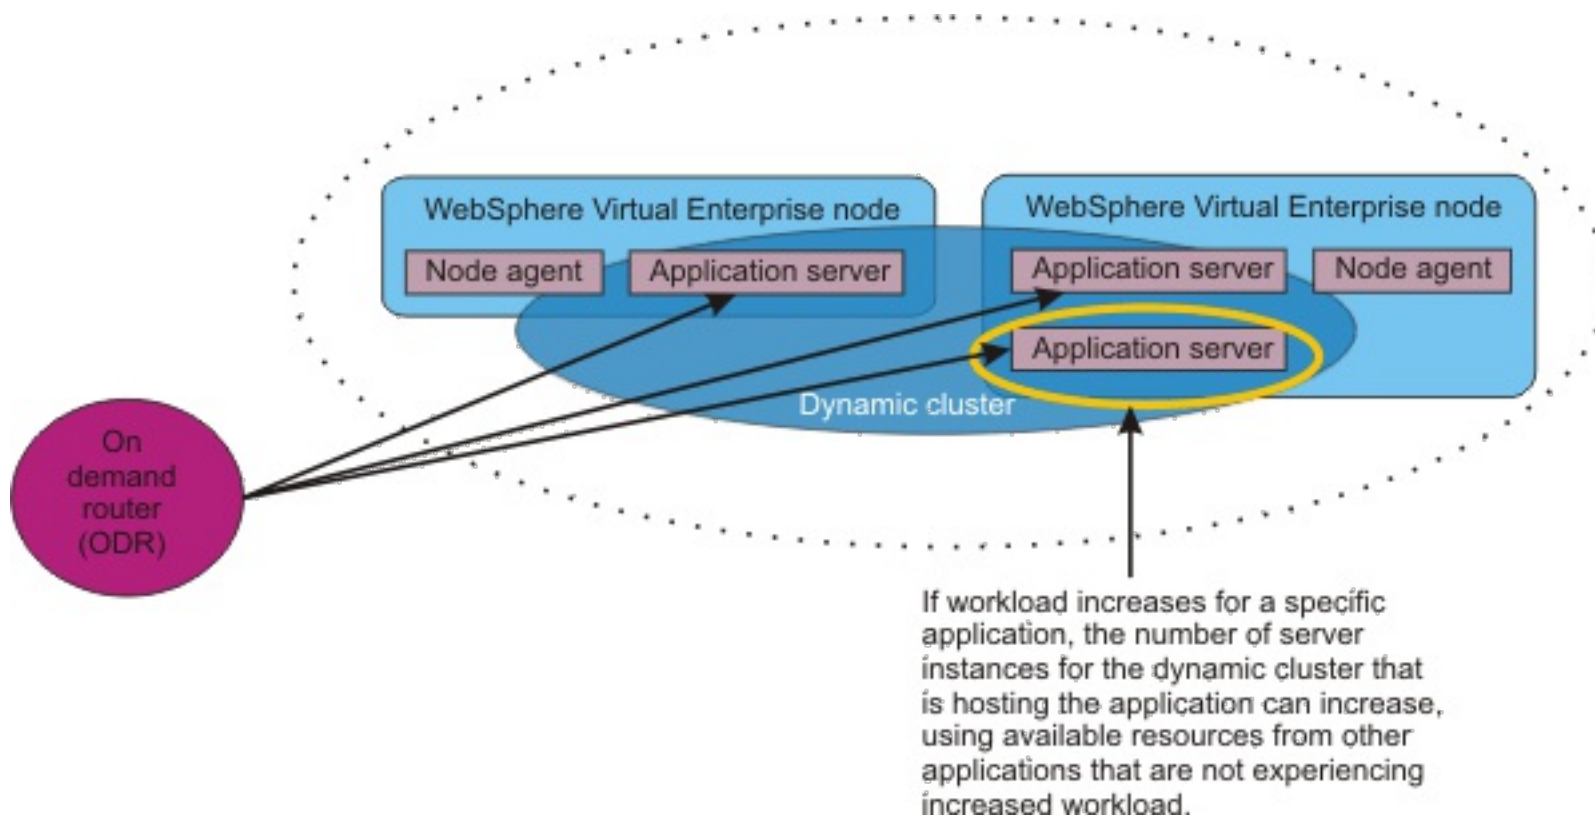 WebSphere Virtual Enterprise node
WebSphere Virtual Enterprise node
Node agent
Application server
Application server
Node agent
Application server
Dynamic cluster
On
demand
router
(ODR)
If workload increases for a specific
application, the number of server
instances for the dynamic cluster that
is hosting the application can increase,
using available resources from other
applications that are not experiencing
increased workload.